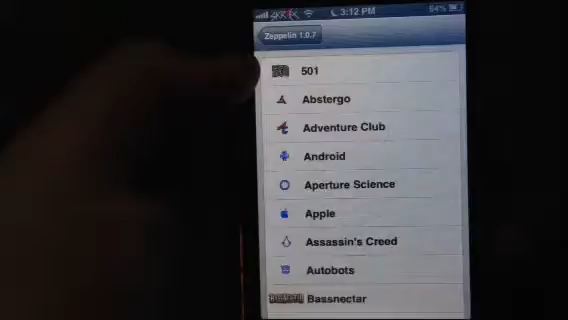 3:12 PM
84%
Zeppelin 1.0.7
501
Abstergo
Adventure Club
Android
Aperture Science
Apple
Assassin's Creed
Autobots
Bassnectar